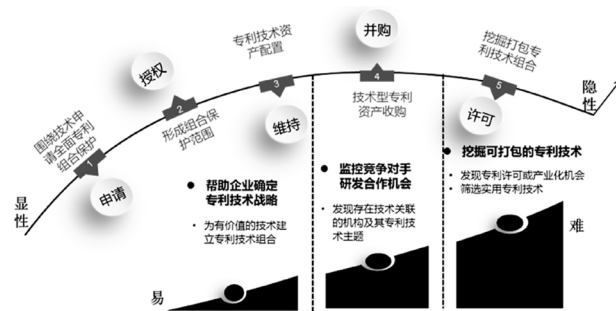 显性
围绕技术申
请全面专利
组合保护
1
申请
授权
2
形成组合保
护范围
专利技术资
产配置
3
维持
并购
4
技术型专利
资产收购
挖掘打包专
利技术组合
5
许可
隐性
帮助企业确定
专利技术战略
为有价值的技术建
立专利技术组合
监控竞争对手
研发合作机会
发现存在技术关联
的机构及其专利技
术主题
挖掘可打包的专利技术
发现专利许可或产业化机会
筛选实用专利技术
易
难